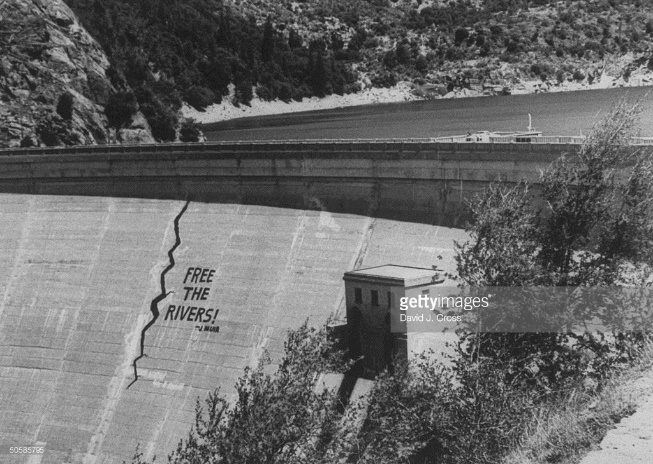 FREE
THE
RIVERS!
~J. MUIR
gettyimages
David J. Cross
50585795